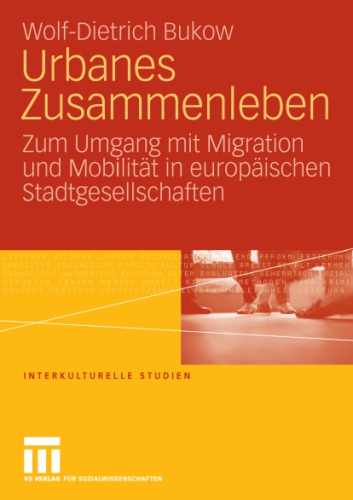 Wolf-Dietrich Bukow
Urbanes
Zusammenleben
Zum Umgang mit Migration
und Mobilität in europäischen
Stadtgesellschaften
INTERKULTURELLE STUDIEN
VS VERLAG FÜR SOZIALWISSENSCHAFTEN